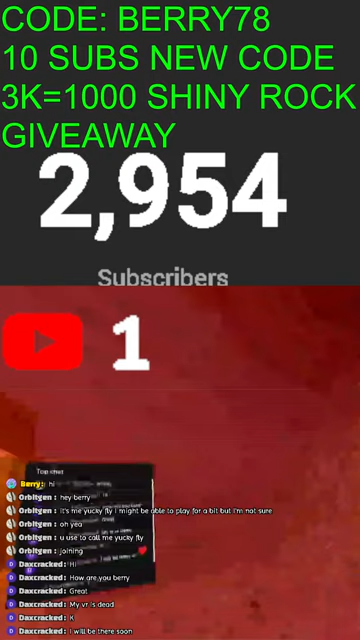 CODE: BERRY78
10 SUBS NEW CODE
3K=1000 SHINY ROCK
GIVEAWAY
2,954
Subscribers
1
Top chat
Berry: hi
Orbitgen : hey berry
Orbitgen : it's me yucky fly i might be able to play for a bit but i'm not sure
Orbitgen : oh yea
Orbitgen : u use to call me yucky fly
Orbitgen : joining
Daxcracked: Hi
Daxcracked: How are you berry
Daxcracked: Great
Daxcracked: My vr is dead
Daxcracked: K
Daxcracked: I will be there soon